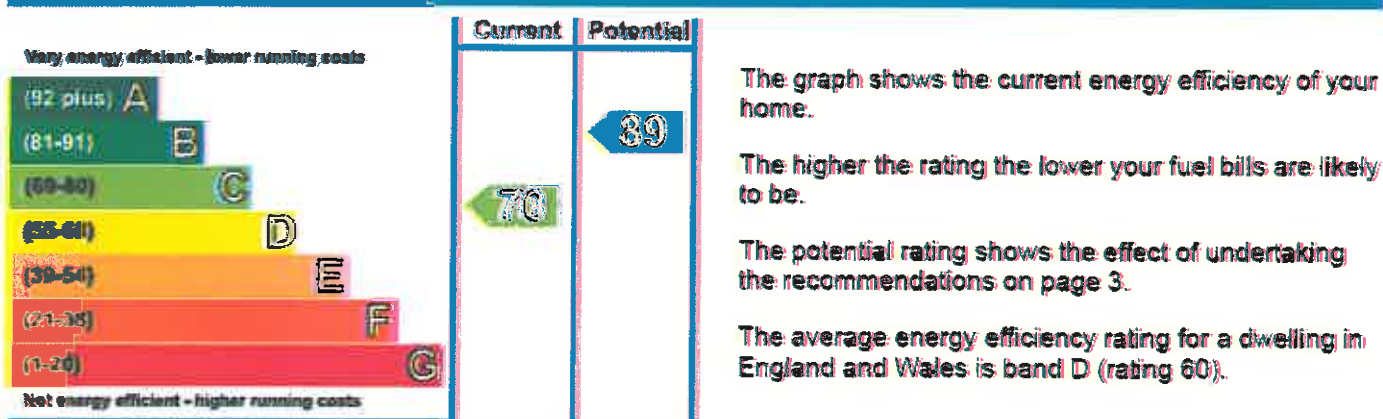 Current Potential
Very energy efficient - lower running costs
(92 plus) A
(81-91) B
(69-80) C
(55-68) D
(39-54) E
(21-38) F
(1-20) G
Not energy efficient - higher running costs
89
70
The graph shows the current energy efficiency of your
home.
The higher the rating the lower your fuel bills are likely
to be.
The potential rating shows the effect of undertaking
the recommendations on page 3.
The average energy efficiency rating for a dwelling in
England and Wales is band D (rating 60).